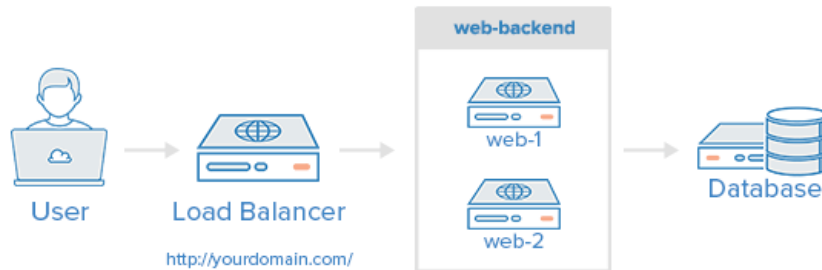 web-backend
web-1
web-2
User
Load Balancer
Database
http://yourdomain.com/